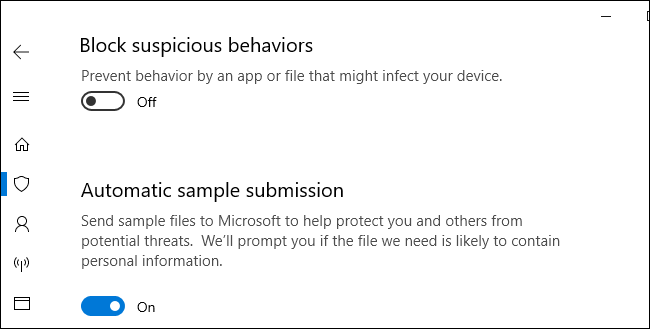 Block suspicious behaviors
Prevent behavior by an app or file that might infect your device.
Off
Automatic sample submission
Send sample files to Microsoft to help protect you and others from
potential threats.  We'll prompt you if the file we need is likely to contain
personal information.
On